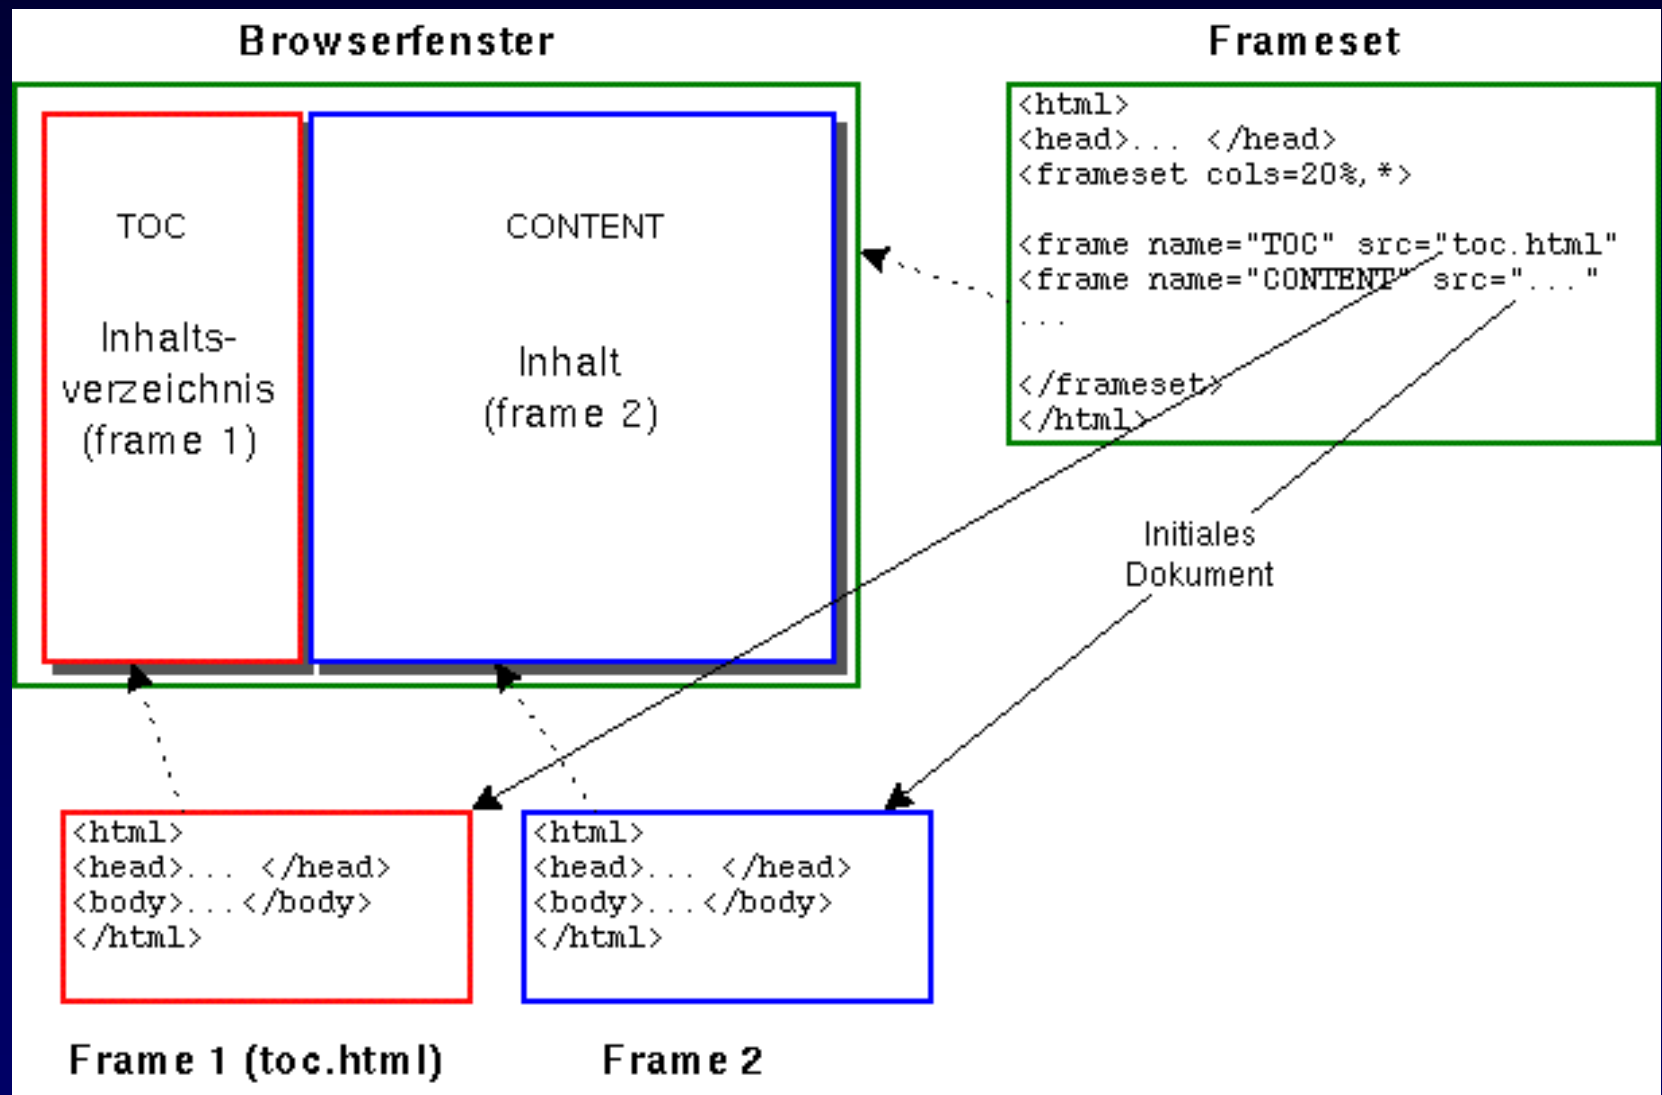 Browserfenster
Frameset
TOC
Inhalts-
verzeichnis
(frame 1)
CONTENT
Inhalt
(frame 2)
<html>
<head>... </head>
<frameset cols=20%,*>
<frame name="TOC" src="toc.html"
<frame name="CONTENT" src="..."
...
</frameset>
</html>
Initiales
Dokument
<html>
<head>... </head>
<body>...</body>
</html>
Frame 1 (toc.html)
<html>
<head>... </head>
<body>...</body>
</html>
Frame 2